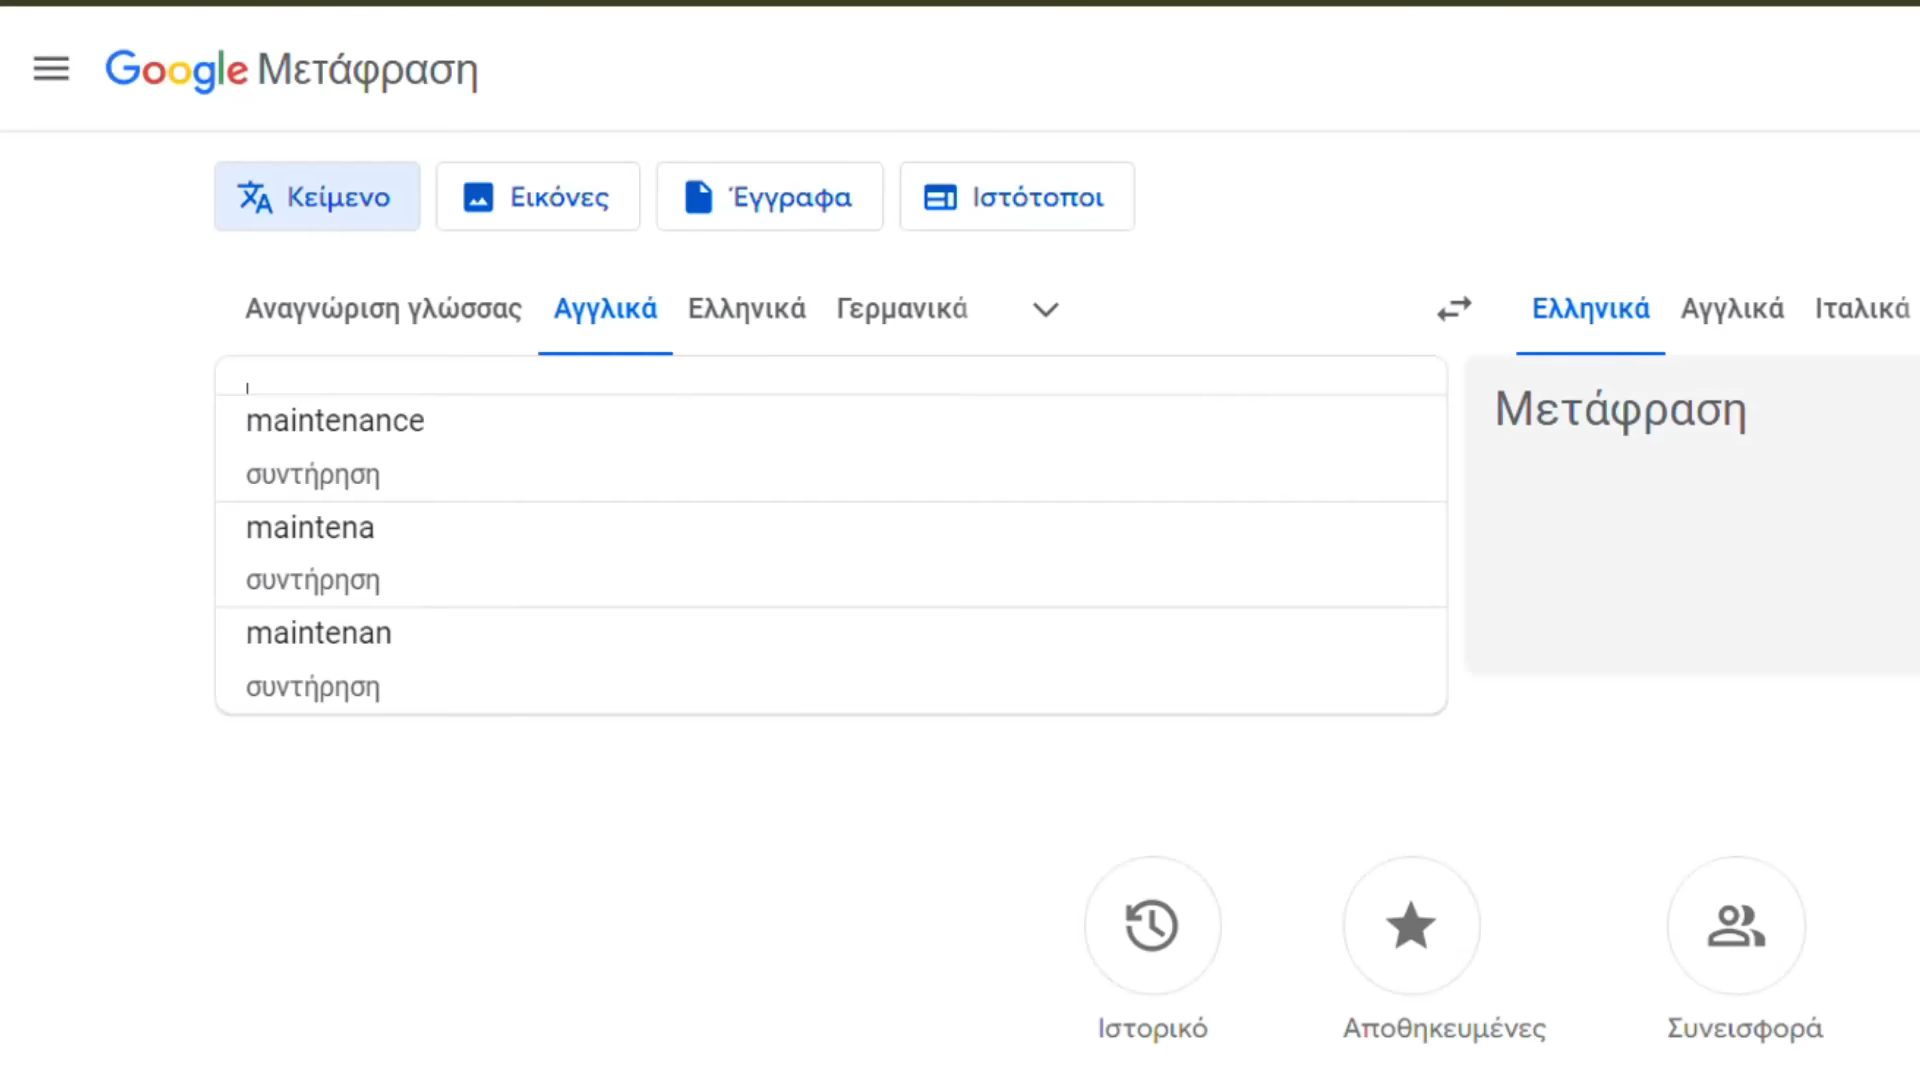 Google Μετάφραση
Κείμενο Εικόνες Έγγραφα Ιστότοποι
Αναγνώριση γλώσσας Αγγλικά Ελληνικά Γερμανικά Ελληνικά Αγγλικά Ιταλικά
Μετάφραση
maintenance
συντήρηση
maintena
συντήρηση
maintenan
συντήρηση
Ιστορικό Αποθηκευμένες Συνεισφορά